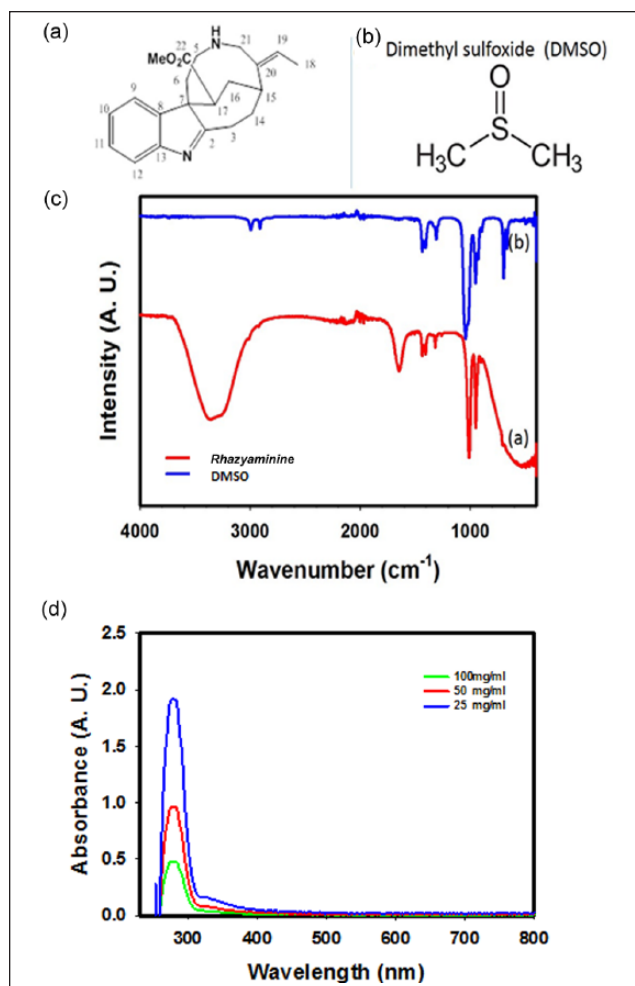 (a)
22
MeO₂C
5
NH
21
19
18
6
20
16
15
7
17
14
9
8
10
3
11
N
2
13
12
(b)
Dimethyl sulfoxide (DMSO)
O
S
H₃C
CH₃
(c)
Intensity (A. U.)
(b)
(a)
Rhazyaminine
DMSO
4000 3000 2000 1000
Wavenumber (cm⁻¹)
(d)
Absorbance (A. U.)
2.5
2.0
1.5
1.0
0.5
0.0
100mg/ml
50 mg/ml
25 mg/ml
300 400 500 600 700 800
Wavelength (nm)